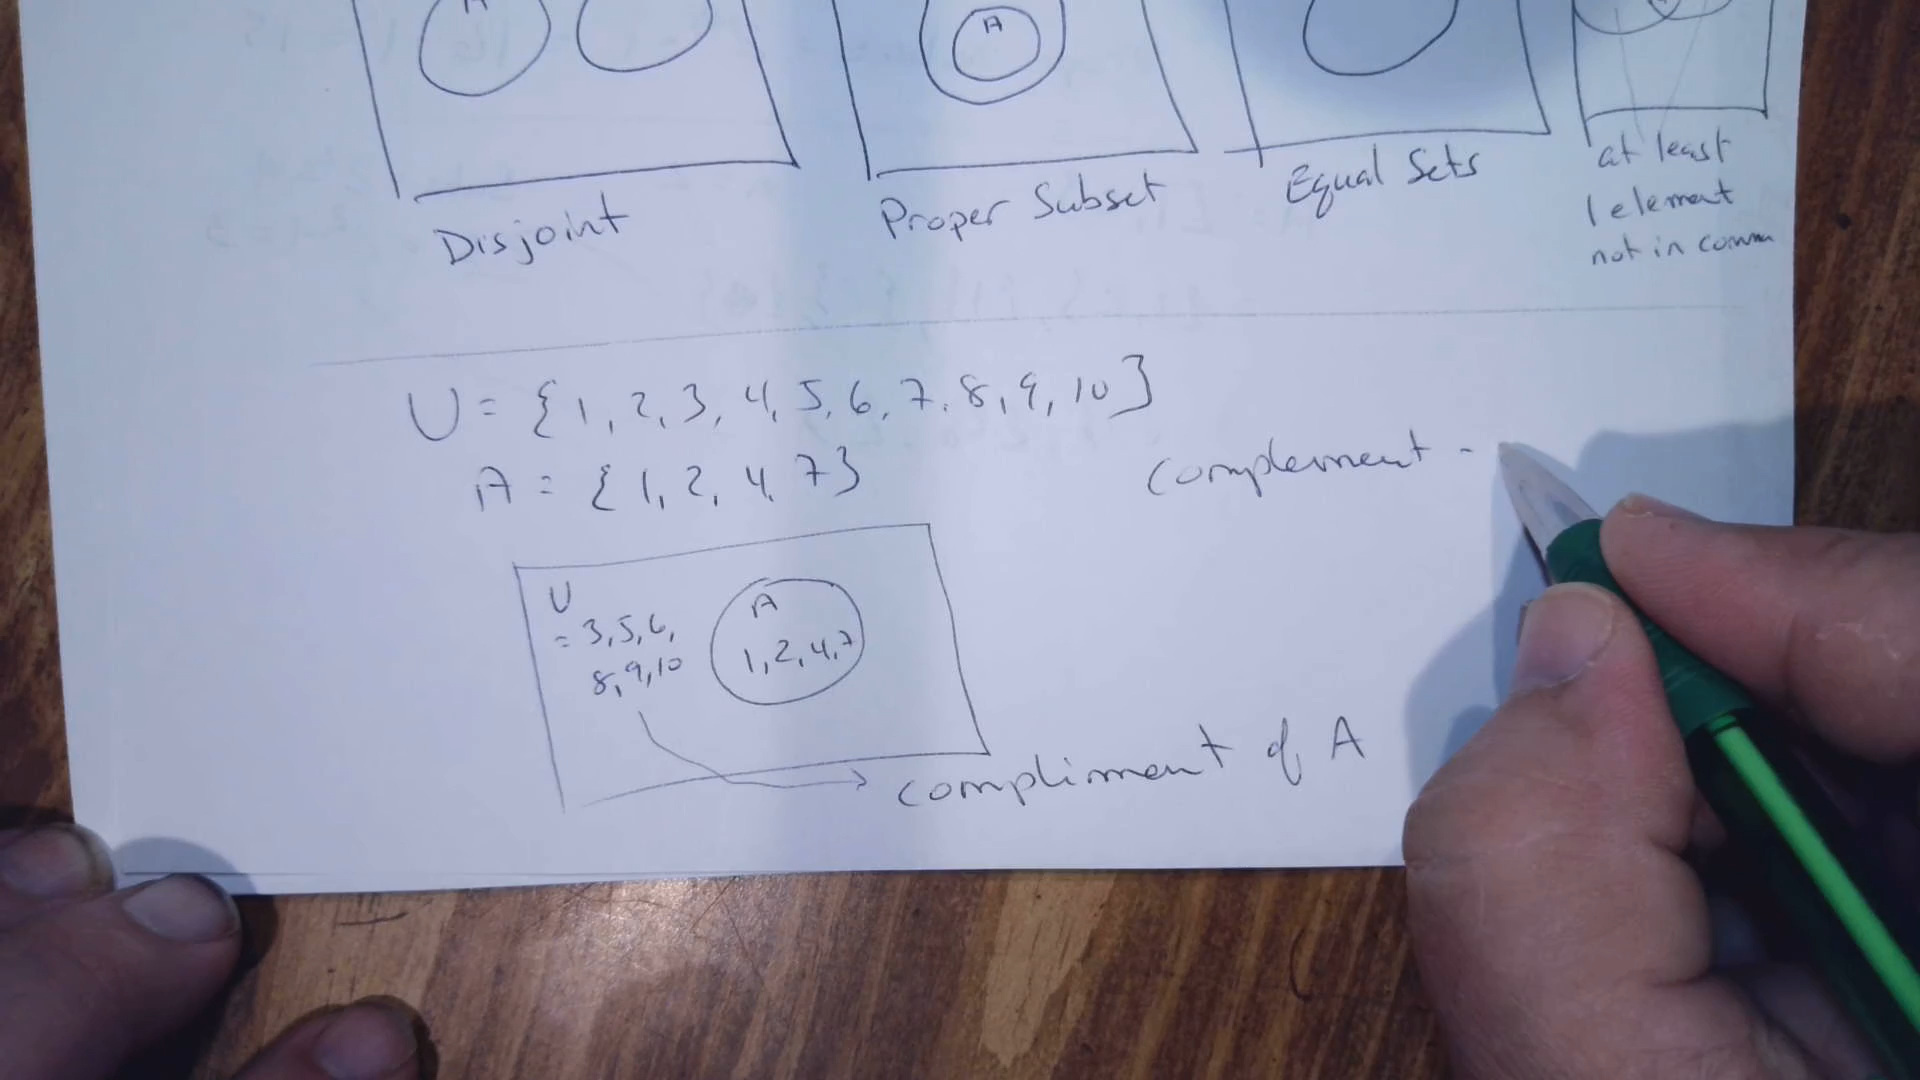 A
A
Disjoint
Proper Subset
Equal Sets
at least
1 element
not in comm
U = {1, 2, 3, 4, 5, 6, 7, 8, 9, 10}
A = {1, 2, 4, 7}
complement -
U
= 3, 5, 6,
8, 9, 10
A
1, 2, 4, 7
compliment of A